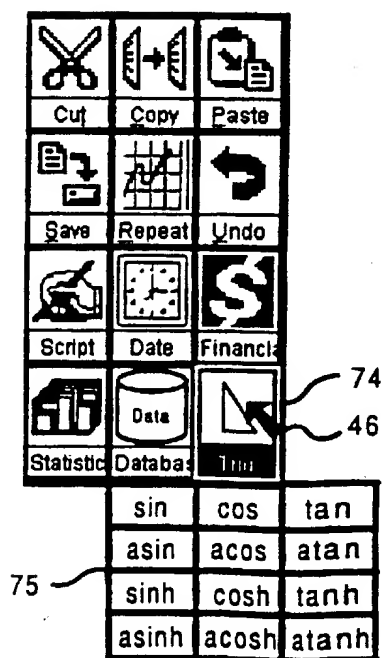 Cut Copy Paste
Save Repeat Undo
Script Date Financia
Data
74
46
Statistic Databas Trig
sin cos tan
asin acos atan
75
sinh cosh tanh
asinh acosh atanh